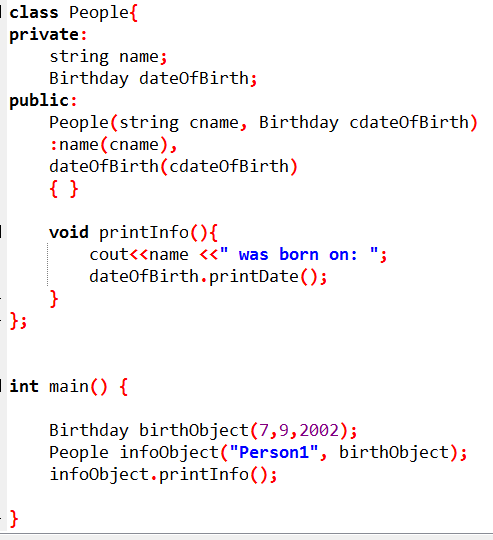 class People{
private:
string name;
Birthday dateOfBirth;
public:
People(string cname, Birthday cdateOfBirth)
:name(cname),
dateOfBirth(cdateOfBirth)
{ }
void printInfo(){
cout<<name <<" was born on: ";
dateOfBirth.printDate();
}
};
int main() {
Birthday birthObject(7,9,2002);
People infoObject("Person1", birthObject);
infoObject.printInfo();
}